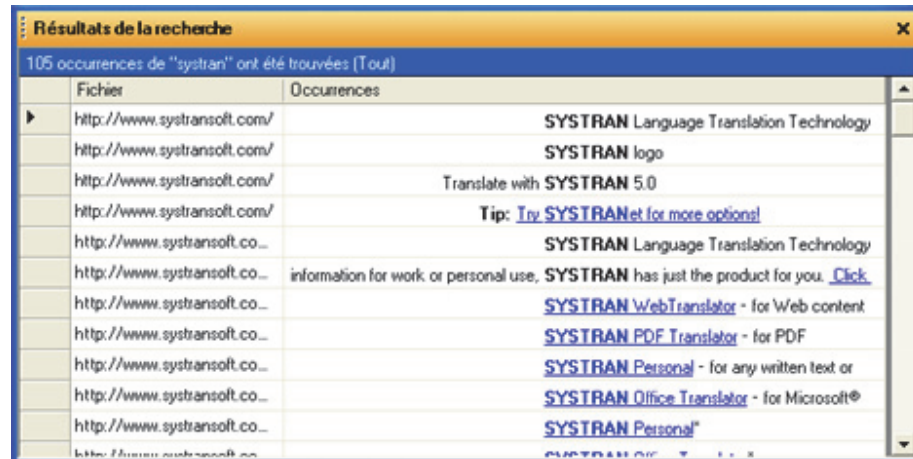 Résultats de la recherche
105 occurrences de "systran" ont été trouvées (Tout)
Fichier Occurrences
http://www.systransoft.com/ SYSTRAN Language Translation Technology
http://www.systransoft.com/ SYSTRAN logo
http://www.systransoft.com/ Translate with SYSTRAN 5.0
http://www.systransoft.com/ Tip: Try SYSTRANet for more options!
http://www.systransoft.co... SYSTRAN Language Translation Technology
http://www.systransoft.co... information for work or personal use, SYSTRAN has just the product for you. Click
http://www.systransoft.co... SYSTRAN WebTranslator - for Web content
http://www.systransoft.co... SYSTRAN PDF Translator - for PDF
http://www.systransoft.co... SYSTRAN Personal - for any written text or
http://www.systransoft.co... SYSTRAN Office Translator - for Microsoft®
http://www.systransoft.co... SYSTRAN Personal"